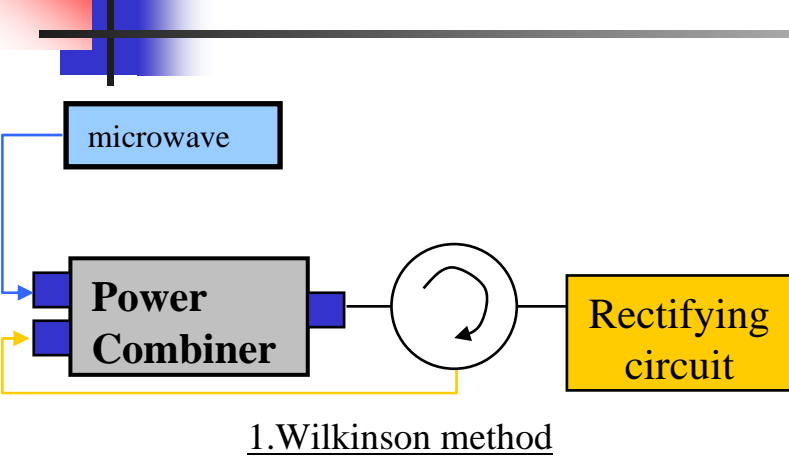 microwave
Power
Combiner
Rectifying
circuit
1.Wilkinson method